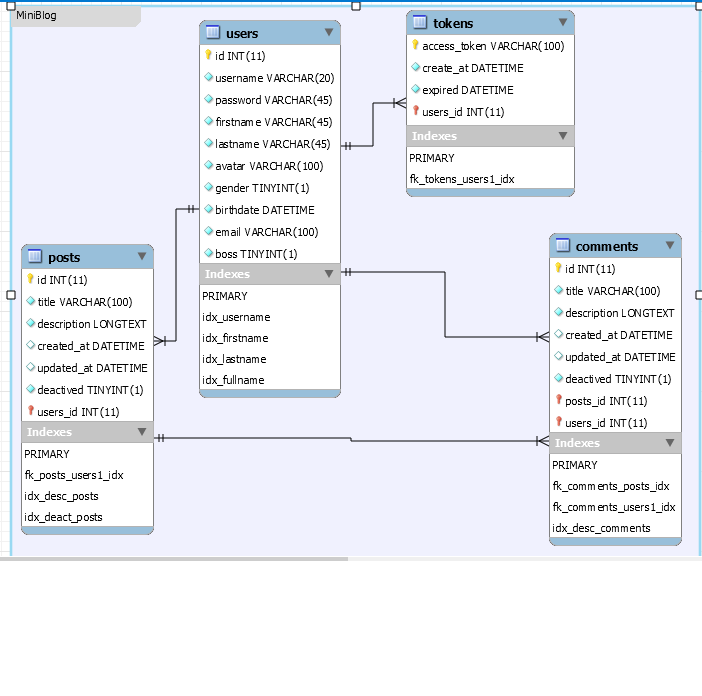 MiniBlog
users
id INT(11)
username VARCHAR(20)
password VARCHAR(45)
firstname VARCHAR(45)
lastname VARCHAR(45)
avatar VARCHAR(100)
gender TINYINT(1)
birthdate DATETIME
email VARCHAR(100)
boss TINYINT(1)
Indexes
PRIMARY
idx_username
idx_firstname
idx_lastname
idx_fullname
tokens
access_token VARCHAR(100)
create_at DATETIME
expired DATETIME
users_id INT(11)
Indexes
PRIMARY
fk_tokens_users1_idx
posts
id INT(11)
title VARCHAR(100)
description LONGTEXT
created_at DATETIME
updated_at DATETIME
deactived TINYINT(1)
users_id INT(11)
Indexes
PRIMARY
fk_posts_users1_idx
idx_desc_posts
idx_deact_posts
comments
id INT(11)
title VARCHAR(100)
description LONGTEXT
created_at DATETIME
updated_at DATETIME
deactived TINYINT(1)
posts_id INT(11)
users_id INT(11)
Indexes
PRIMARY
fk_comments_posts_idx
fk_comments_users1_idx
idx_desc_comments